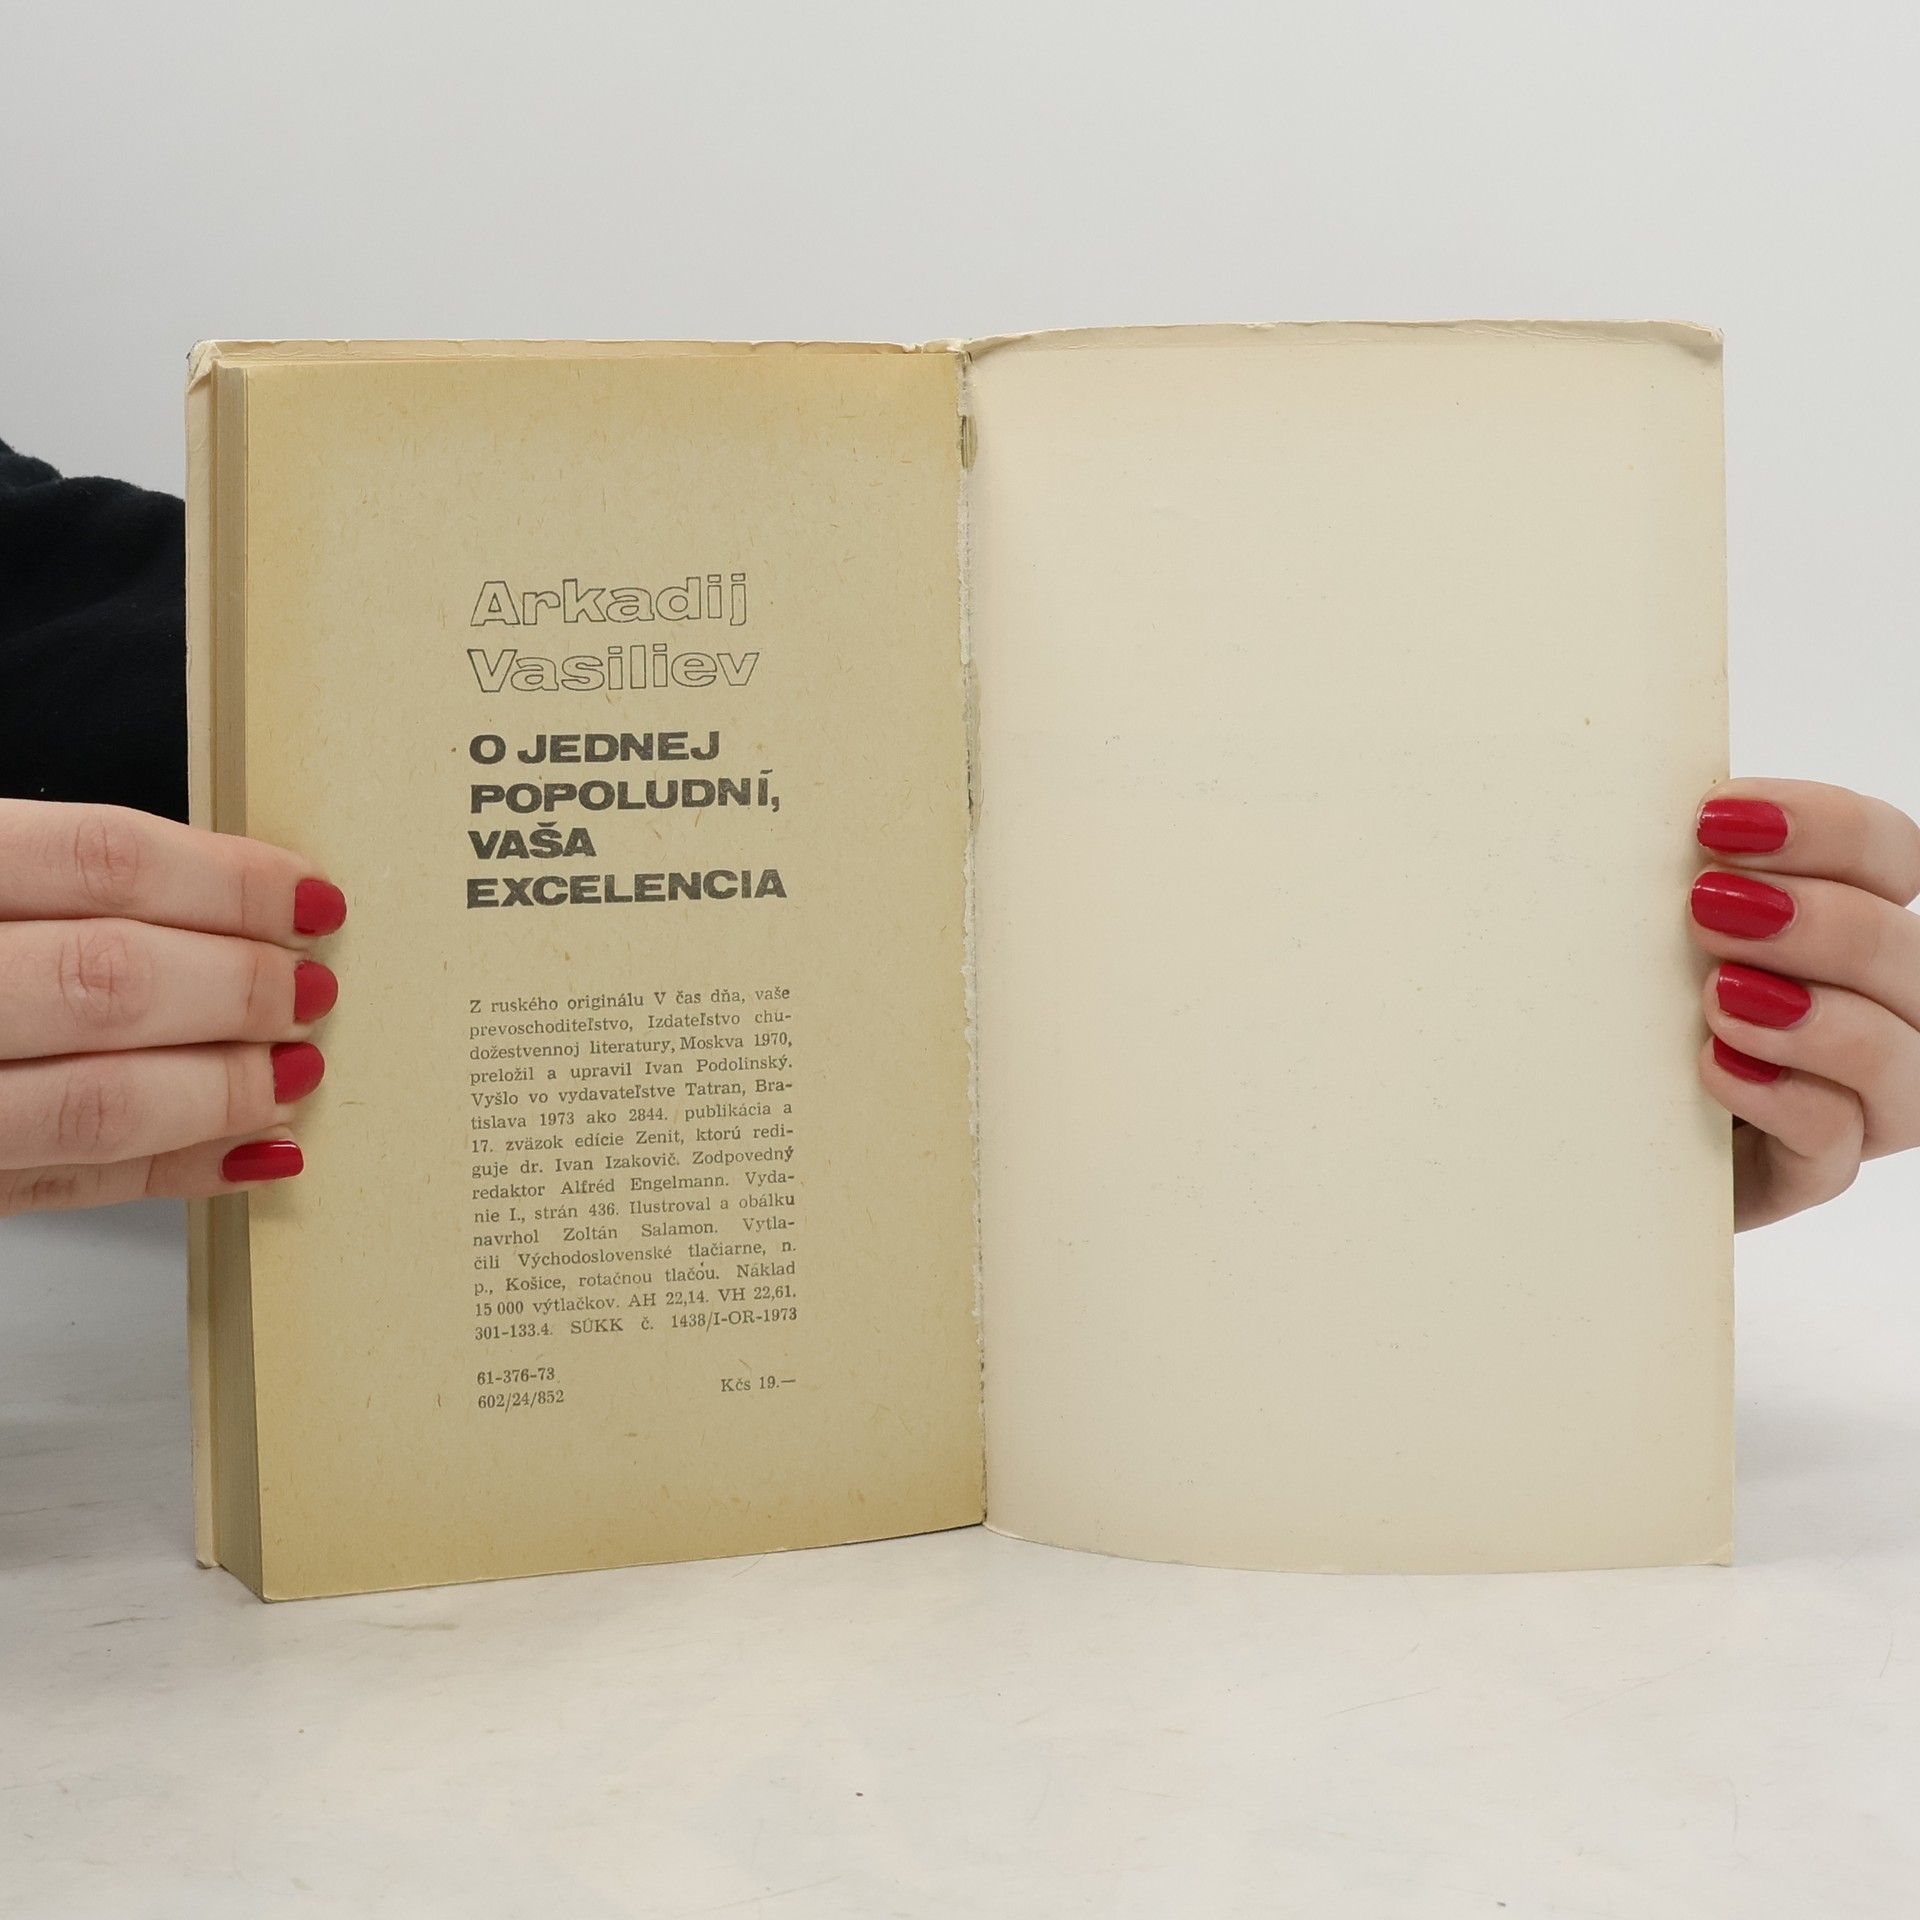 Arkadij
Vasiliev
O JEDNEJ
POPOLUDNÍ,
VAŠA
EXCELENCIA
Z ruského originálu V čas dňa, vaše
prevoschoditeľstvo, Izdateľstvo chu-
dožestvennoj literatury, Moskva 1970,
preložil a upravil Ivan Podolínský.
Vyšlo vo vydavateľstve Tatran, Bra-
tislava 1973 ako 2844. publikácia a
17. zväzok edície Zenit, ktorú redi-
guje dr. Ivan Izakovič. Zodpovedný
redaktor Alfréd Engelmann. Vyda-
nie I., strán 436. Ilustroval a obálku
navrhol Zoltán Salamon. Vytla-
čili Východoslovenské tlačiarne, n.
p., Košice, rotačnou tlačou. Náklad
15 000 výtlačkov. AH 22,14. VH 22,61.
301-133.4. SÚKK č. 1438/I-OR-1973
61-376-73
602/24/852 Kčs 19.—